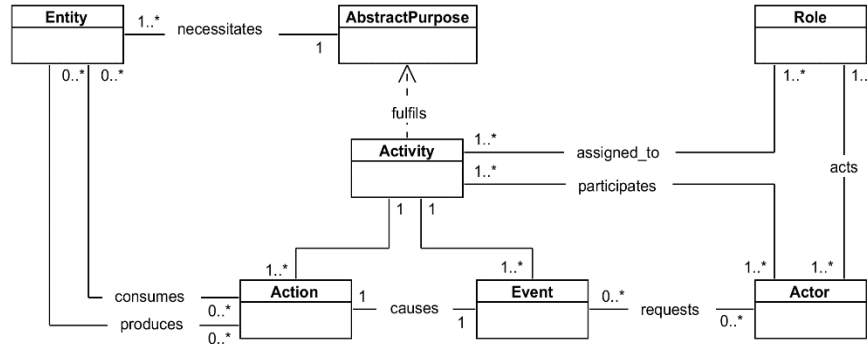 Entity
AbstractPurpose
Role
1..*
necessitates
1
0..*
0..*
1..*
1..
fulfils
1..*
Activity
assigned_to
1..*
participates
acts
1
1
1..*
1..*
1..*
1..*
consumes
0..*
Action
1
causes
1
Event
0..*
requests
0..*
Actor
produces
0..*